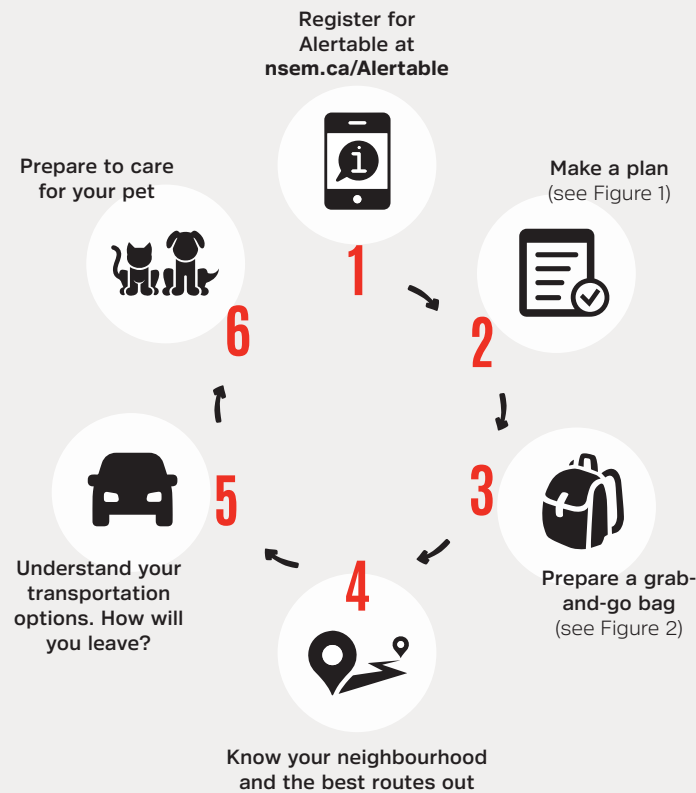 Register for
Alertable at
nsem.ca/Alertable
1
Make a plan
(see Figure 1)
2
Prepare a grab-
and-go bag
(see Figure 2)
3
Know your neighbourhood
and the best routes out
4
Understand your
transportation
options. How will
you leave?
5
Prepare to care
for your pet
6
i